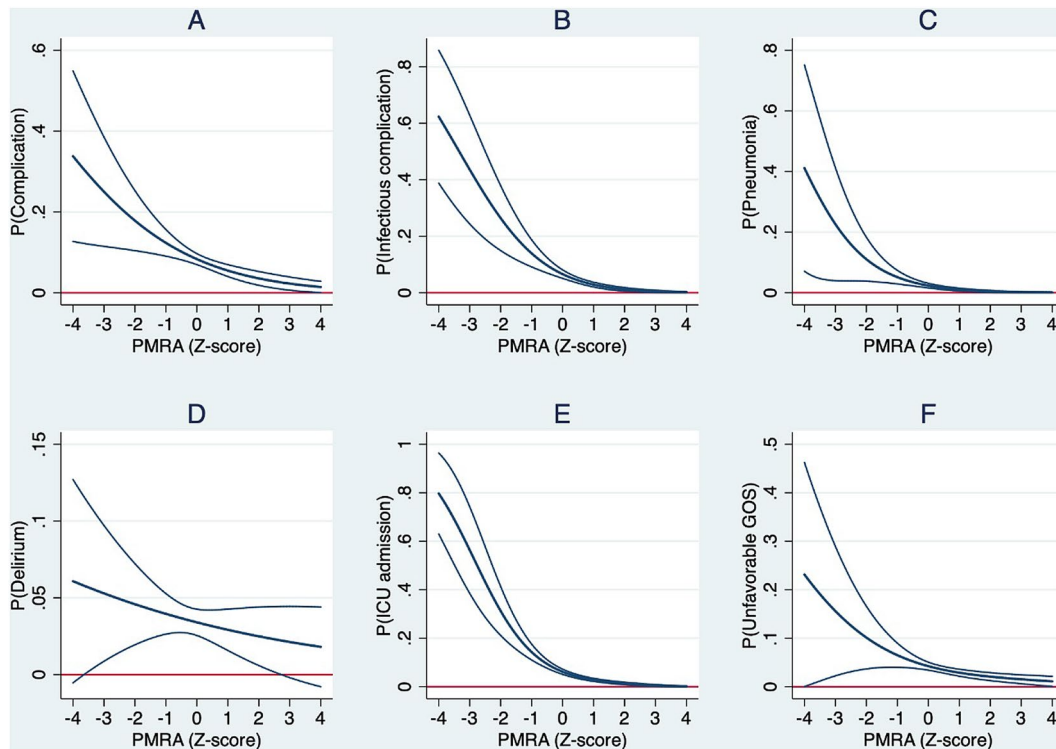 A
P(Complication)
.6
.4
.2
0
-4 -3 -2 -1 0 1 2 3 4
PMRA (Z-score)
B
P(Infectious complication)
.8
.6
.4
.2
0
-4 -3 -2 -1 0 1 2 3 4
PMRA (Z-score)
C
P(Pneumonia)
.8
.6
.4
.2
0
-4 -3 -2 -1 0 1 2 3 4
PMRA (Z-score)
D
P(Delirium)
.15
.1
.05
0
-4 -3 -2 -1 0 1 2 3 4
PMRA (Z-score)
E
P(ICU admission)
1
.8
.6
.4
.2
0
-4 -3 -2 -1 0 1 2 3 4
PMRA (Z-score)
F
P(Unfavorable GOS)
.5
.4
.3
.2
.1
0
-4 -3 -2 -1 0 1 2 3 4
PMRA (Z-score)